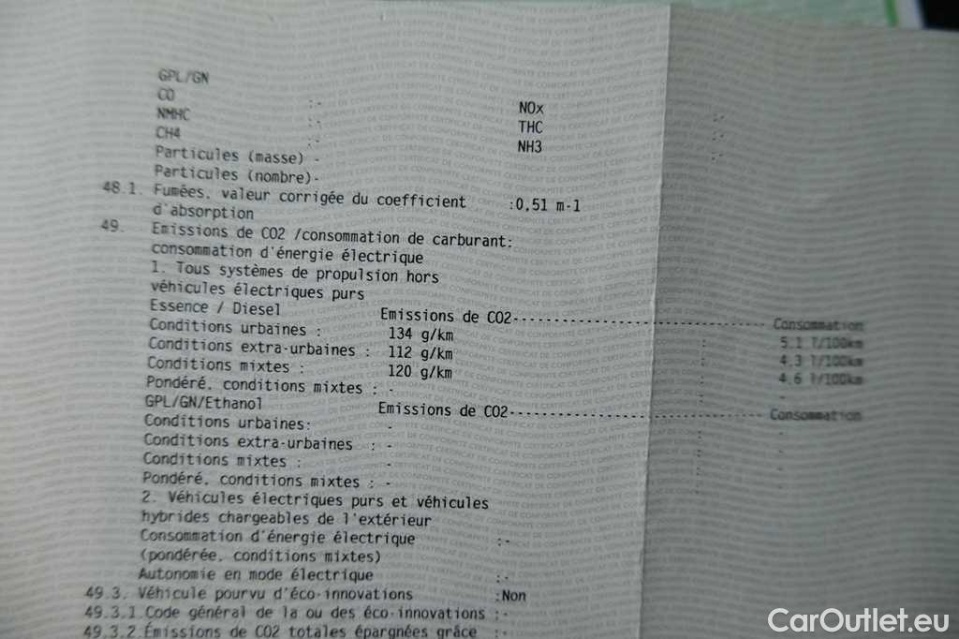 GPL/GN
CO :- NOx :-
NMHC :- THC :-
CH4 :- NH3 :-
Particules (masse) -
Particules (nombre)-
48.1. Fumées, valeur corrigée du coefficient :0,51 m-1
d'absorption
49. Emissions de CO2 /consommation de carburant:
consommation d'énergie électrique
1. Tous systèmes de propulsion hors
véhicules électriques purs
Essence / Diesel Emissions de CO2------------------------------- Consommation
Conditions urbaines : 134 g/km : 5.1 l/100km
Conditions extra-urbaines : 112 g/km : 4.3 l/100km
Conditions mixtes : 120 g/km : 4.6 l/100km
Pondéré, conditions mixtes : - : -
GPL/GN/Ethanol Emissions de CO2------------------------------- Consommation
Conditions urbaines: - :
Conditions extra-urbaines : - : -
Conditions mixtes : - : -
Pondéré, conditions mixtes : - : -
2. Véhicules électriques purs et véhicules
hybrides chargeables de l'extérieur
Consommation d'énergie électrique :-
(pondérée, conditions mixtes)
Autonomie en mode électrique :-
49.3. Véhicule pourvu d'éco-innovations :Non
49.3.1 Code général de la ou des éco-innovations :-
49.3.2.Émissions de CO2 totales épargnées grâce :-
CarOutlet.eu